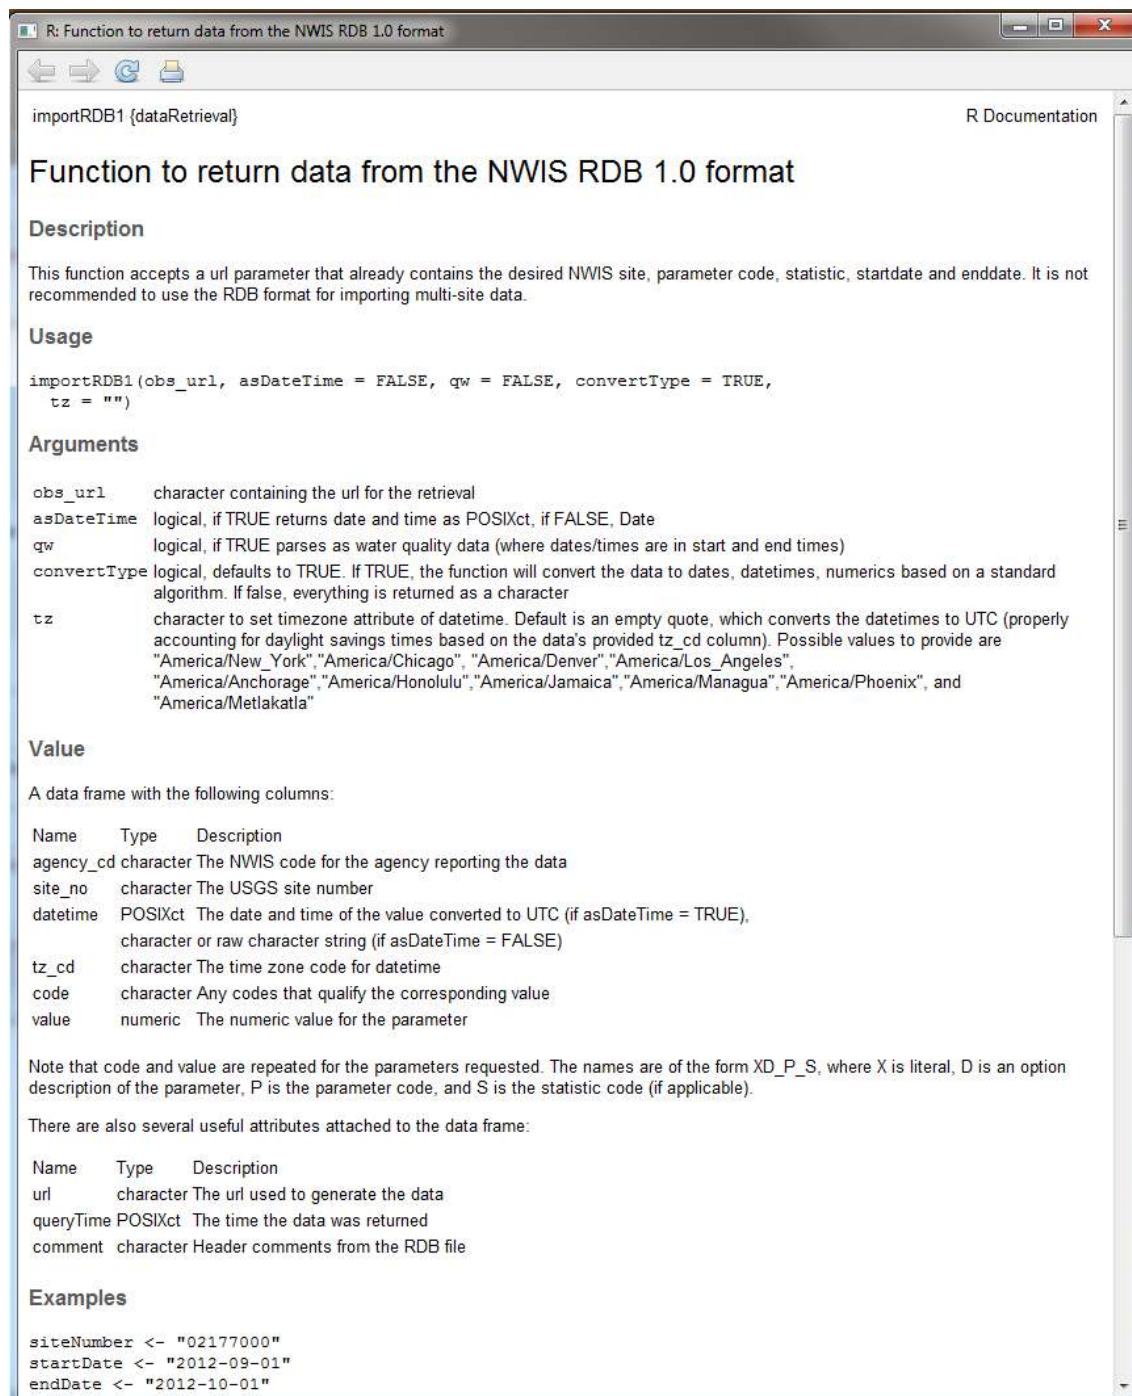 R: Function to return data from the NWIS RDB 1.0 format
importRDB1 {dataRetrieval} R Documentation
Function to return data from the NWIS RDB 1.0 format
Description
This function accepts a url parameter that already contains the desired NWIS site, parameter code, statistic, startdate and enddate. It is not
recommended to use the RDB format for importing multi-site data.
Usage
importRDB1(obs_url, asDateTime = FALSE, qw = FALSE, convertType = TRUE,
tz = "")
Arguments
obs_url character containing the url for the retrieval
asDateTime logical, if TRUE returns date and time as POSIXct, if FALSE, Date
qw logical, if TRUE parses as water quality data (where dates/times are in start and end times)
convertType logical, defaults to TRUE. If TRUE, the function will convert the data to dates, datetimes, numerics based on a standard
algorithm. If false, everything is returned as a character
tz character to set timezone attribute of datetime. Default is an empty quote, which converts the datetimes to UTC (properly
accounting for daylight savings times based on the data's provided tz_cd column). Possible values to provide are
"America/New_York","America/Chicago", "America/Denver","America/Los_Angeles",
"America/Anchorage","America/Honolulu","America/Jamaica","America/Managua","America/Phoenix", and
"America/Metlakatla"
Value
A data frame with the following columns:
Name Type Description
agency_cd character The NWIS code for the agency reporting the data
site_no character The USGS site number
datetime POSIXct The date and time of the value converted to UTC (if asDateTime = TRUE),
character or raw character string (if asDateTime = FALSE)
tz_cd character The time zone code for datetime
code character Any codes that qualify the corresponding value
value numeric The numeric value for the parameter
Note that code and value are repeated for the parameters requested. The names are of the form XD_P_S, where X is literal, D is an option
description of the parameter, P is the parameter code, and S is the statistic code (if applicable).
There are also several useful attributes attached to the data frame:
Name Type Description
url character The url used to generate the data
queryTime POSIXct The time the data was returned
comment character Header comments from the RDB file
Examples
siteNumber <- "02177000"
startDate <- "2012-09-01"
endDate <- "2012-10-01"